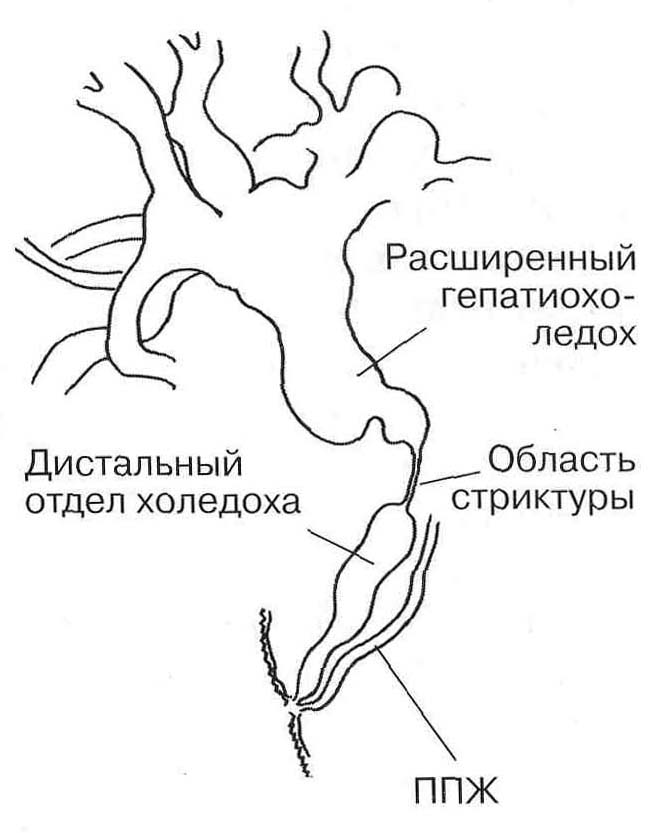 Расширенный
гепатиохо-
ледох
Дистальный
отдел холедоха
Область
стриктуры
ППЖ